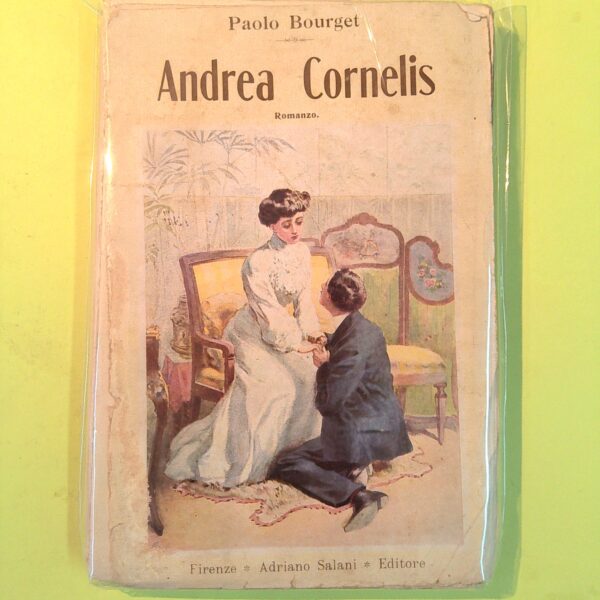 Paolo Bourget
Andrea Cornelis
Romanzo.
Firenze * Adriano Salani * Editore